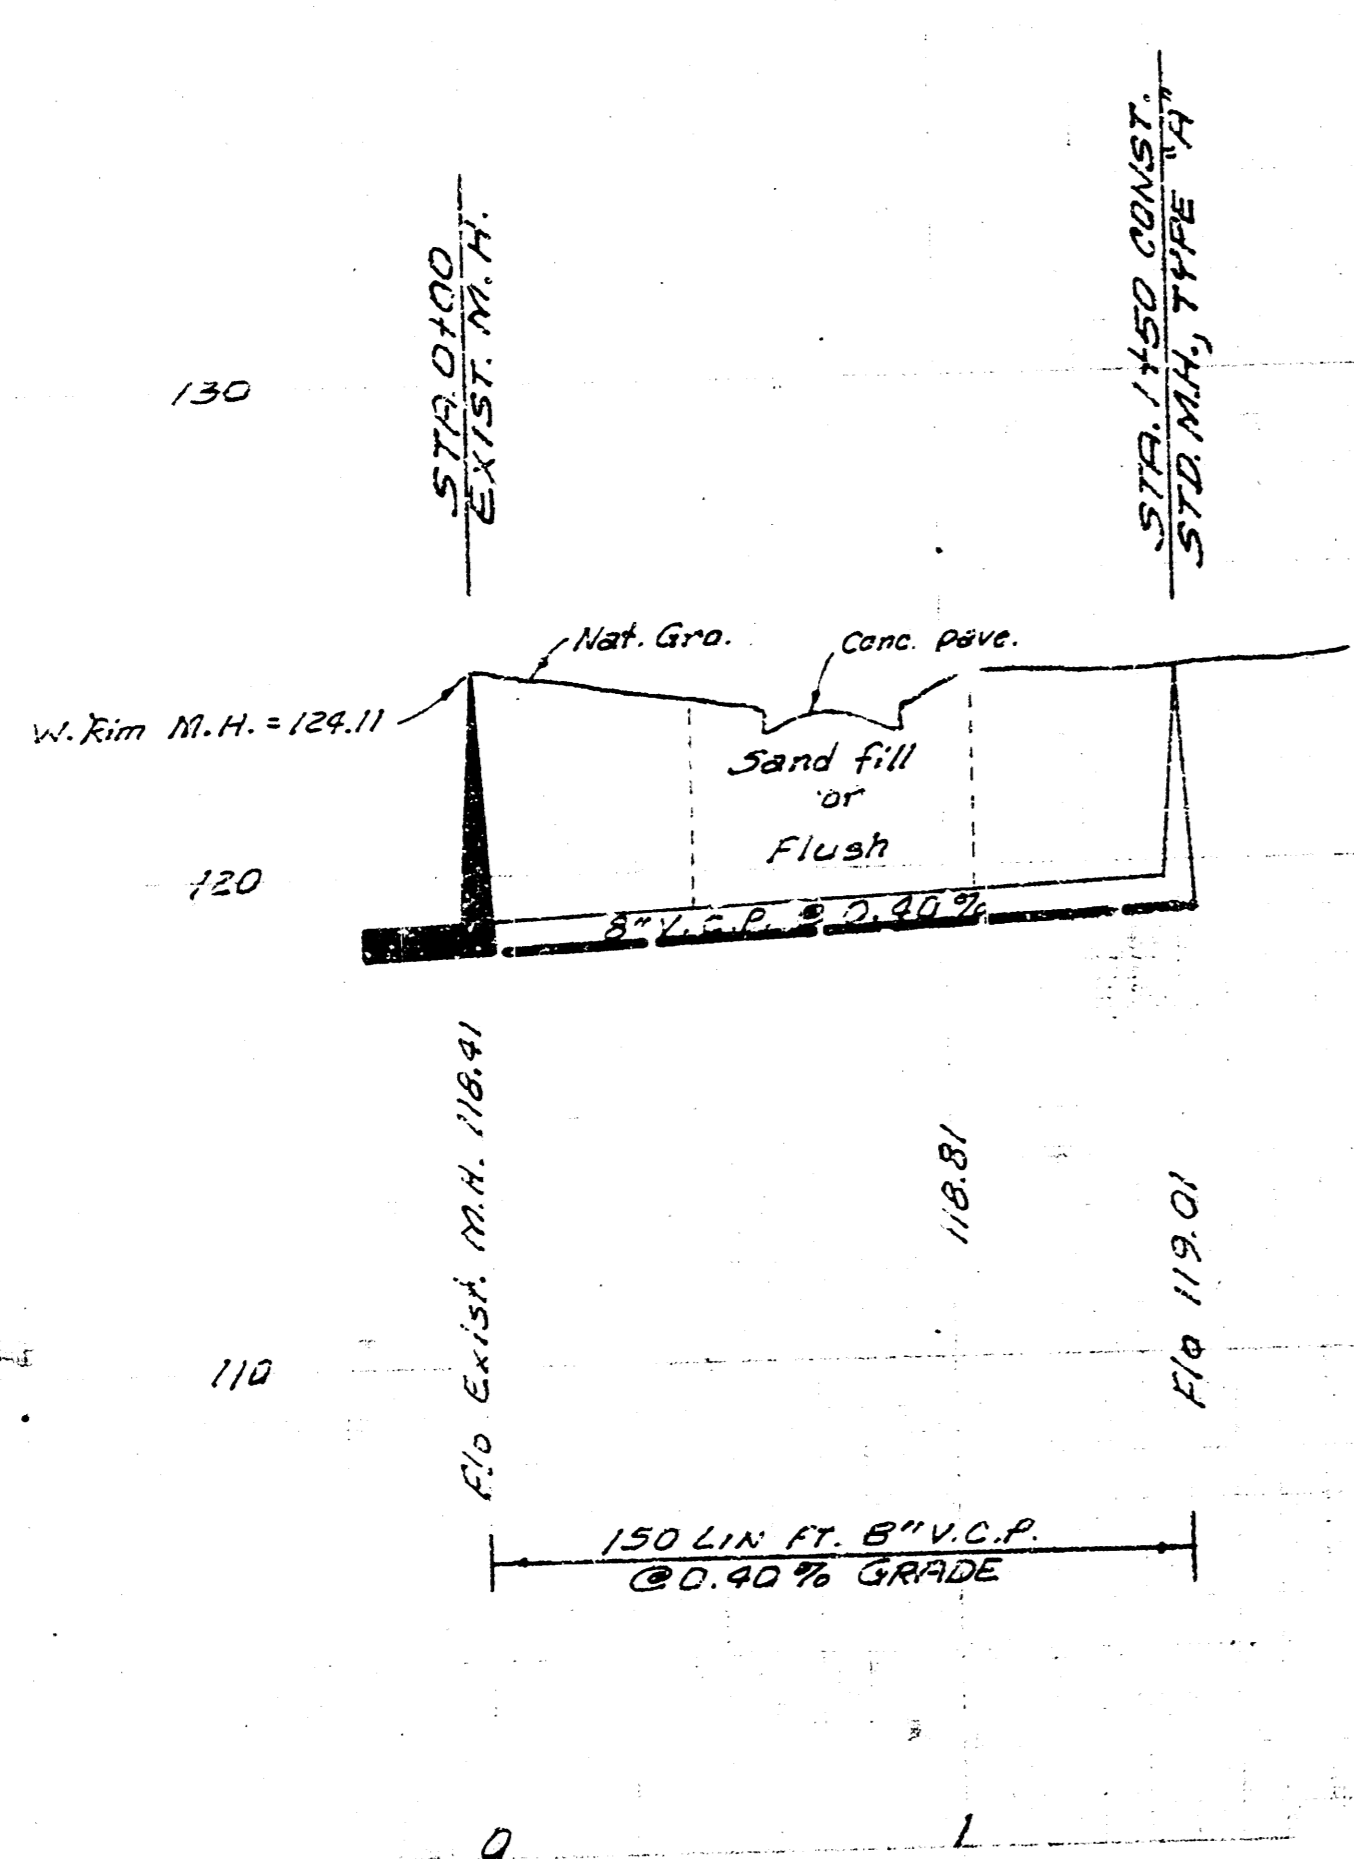 STA. 0+00
EXIST. M.H.
STA. 1+50 CONST.
STD. M.H., TYPE "A"
130
Nat. Gro.
Conc. pave.
W. Rim M.H. = 124.11
Sand fill
or
Flush
120
8" V.C.P. @ 0.40%
Flo Exist. M.H. 118.41
118.81
Flo 119.01
110
150 LIN FT. 8" V.C.P.
@ 0.40% GRADE
0 1